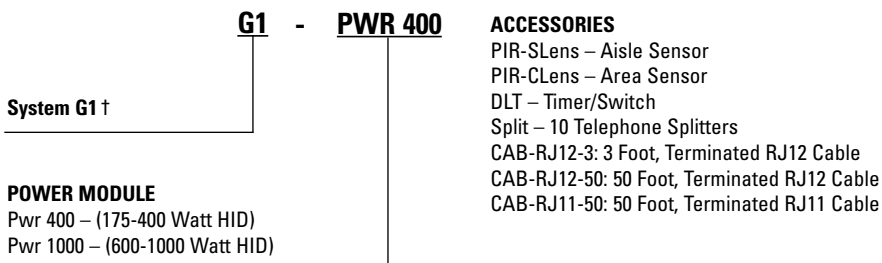 G1 - PWR 400
System G1 †
POWER MODULE
Pwr 400 – (175-400 Watt HID)
Pwr 1000 – (600-1000 Watt HID)
ACCESSORIES
PIR-SLens – Aisle Sensor
PIR-CLens – Area Sensor
DLT – Timer/Switch
Split – 10 Telephone Splitters
CAB-RJ12-3: 3 Foot, Terminated RJ12 Cable
CAB-RJ12-50: 50 Foot, Terminated RJ12 Cable
CAB-RJ11-50: 50 Foot, Terminated RJ11 Cable